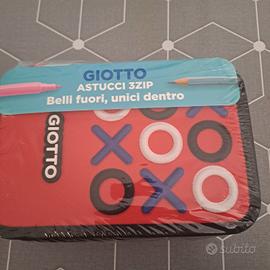 GIOTTO
ASTUCCI 3ZIP
Belli fuori, unici dentro
GIOTTO
X O
X O
O X O
subito